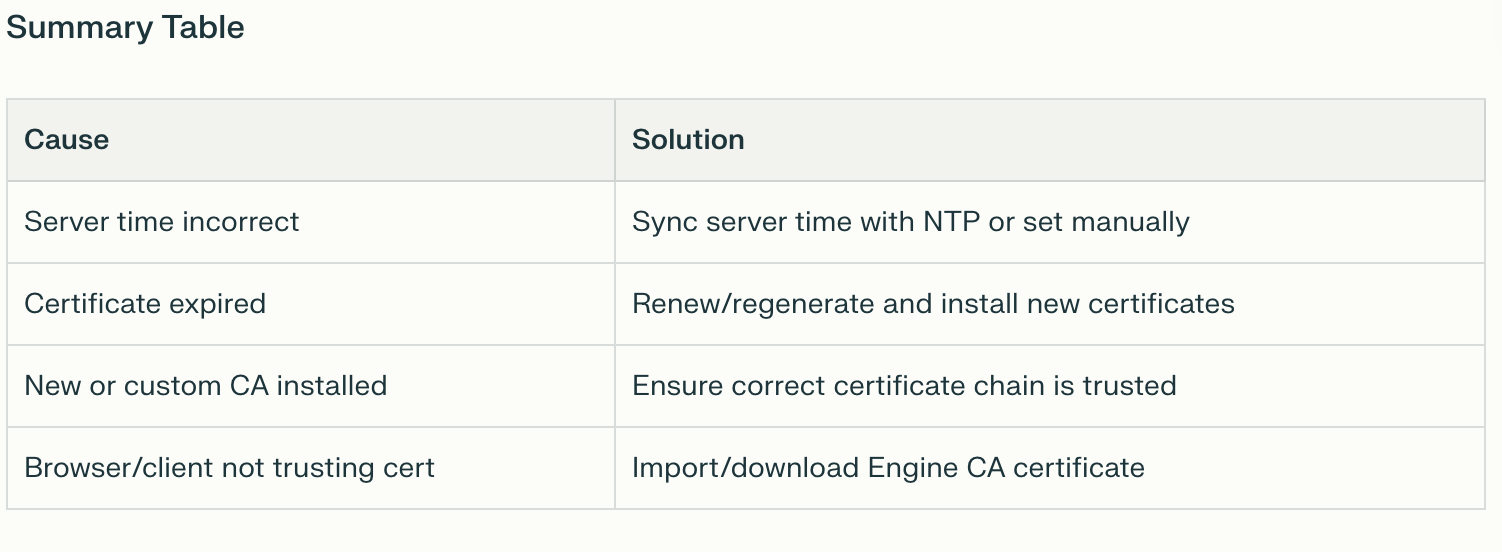 Summary Table
Cause Solution
Server time incorrect Sync server time with NTP or set manually
Certificate expired Renew/regenerate and install new certificates
New or custom CA installed Ensure correct certificate chain is trusted
Browser/client not trusting cert Import/download Engine CA certificate